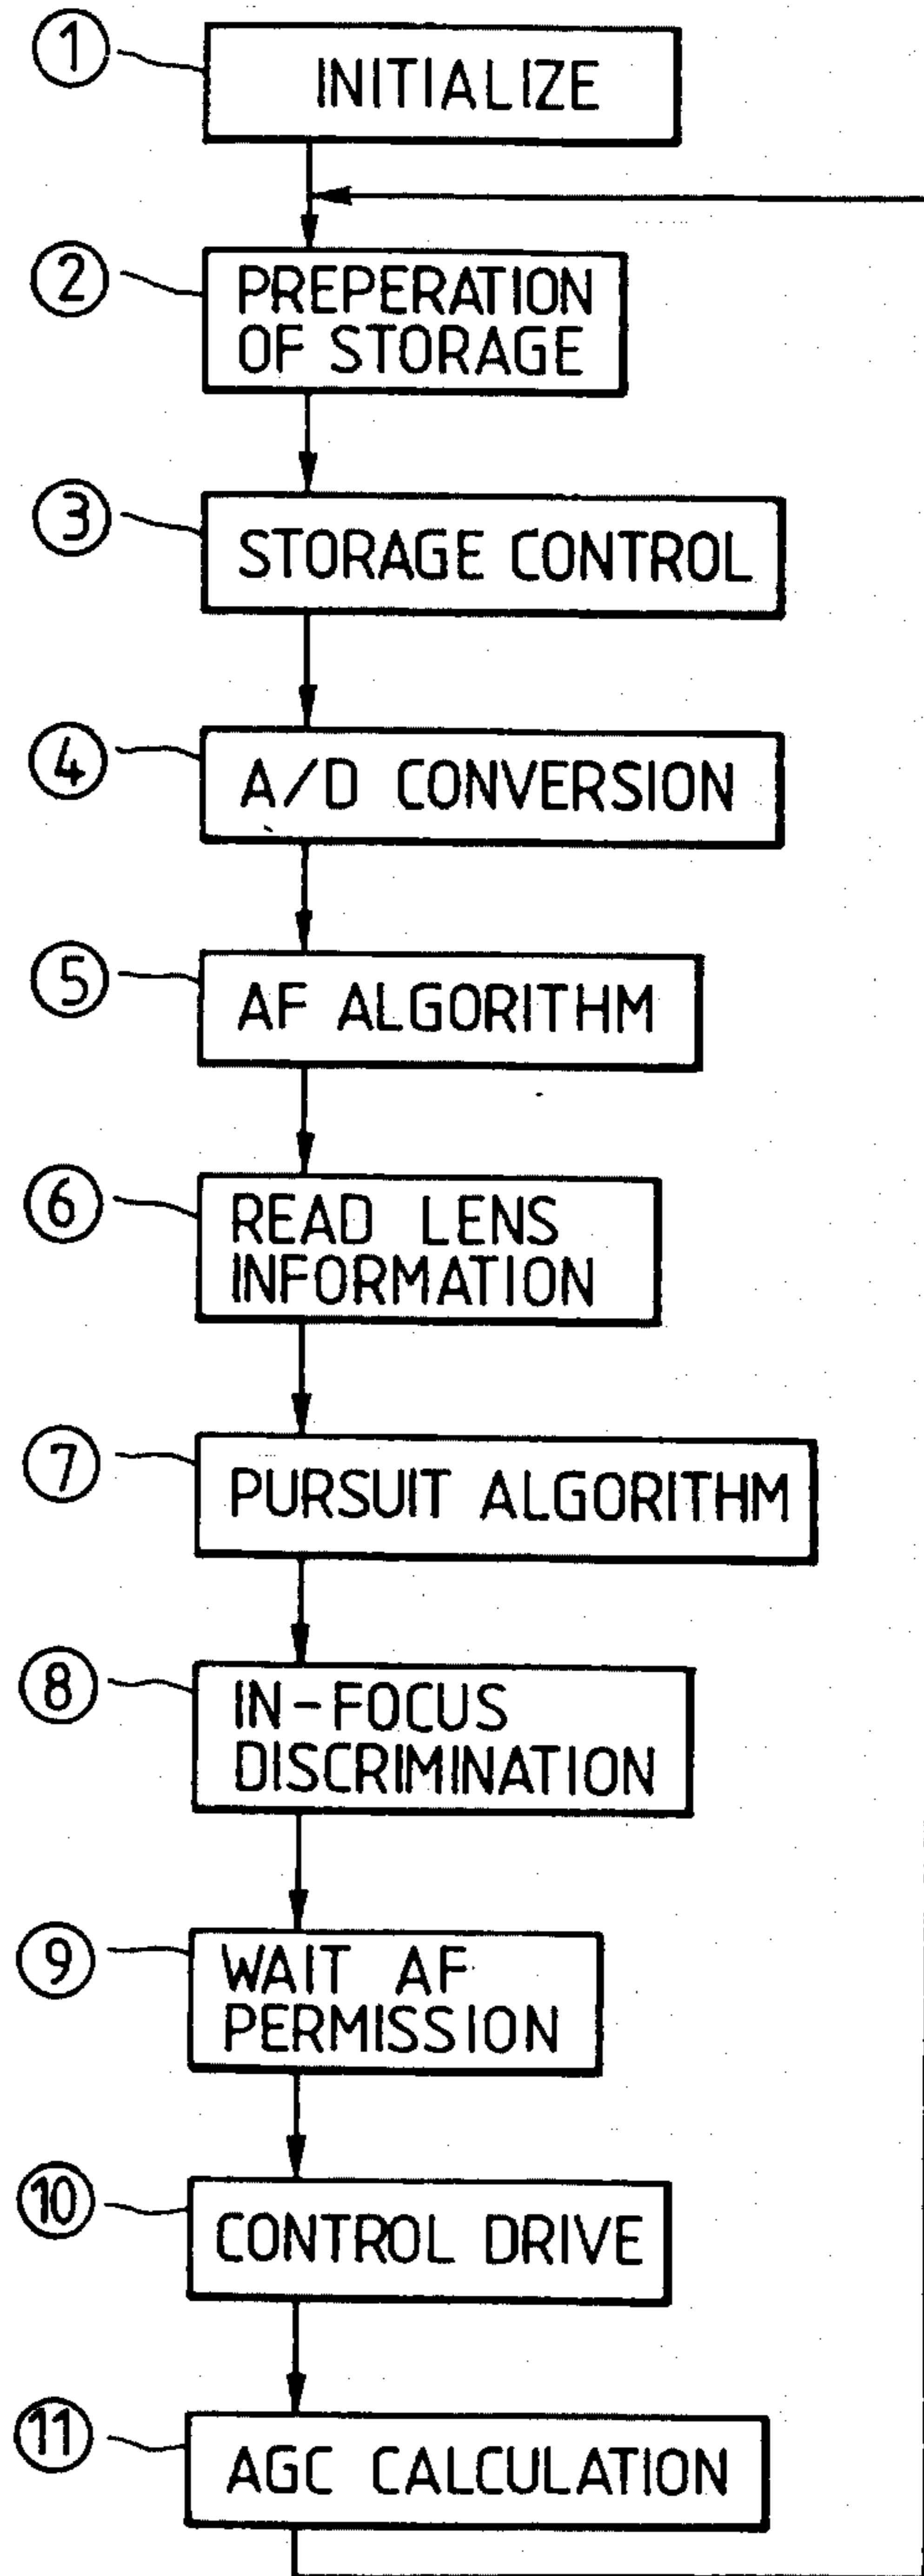 ① INITIALIZE
② PREPERATION
OF STORAGE
③ STORAGE CONTROL
④ A/D CONVERSION
⑤ AF ALGORITHM
⑥ READ LENS
INFORMATION
⑦ PURSUIT ALGORITHM
⑧ IN-FOCUS
DISCRIMINATION
⑨ WAIT AF
PERMISSION
⑩ CONTROL DRIVE
⑪ AGC CALCULATION